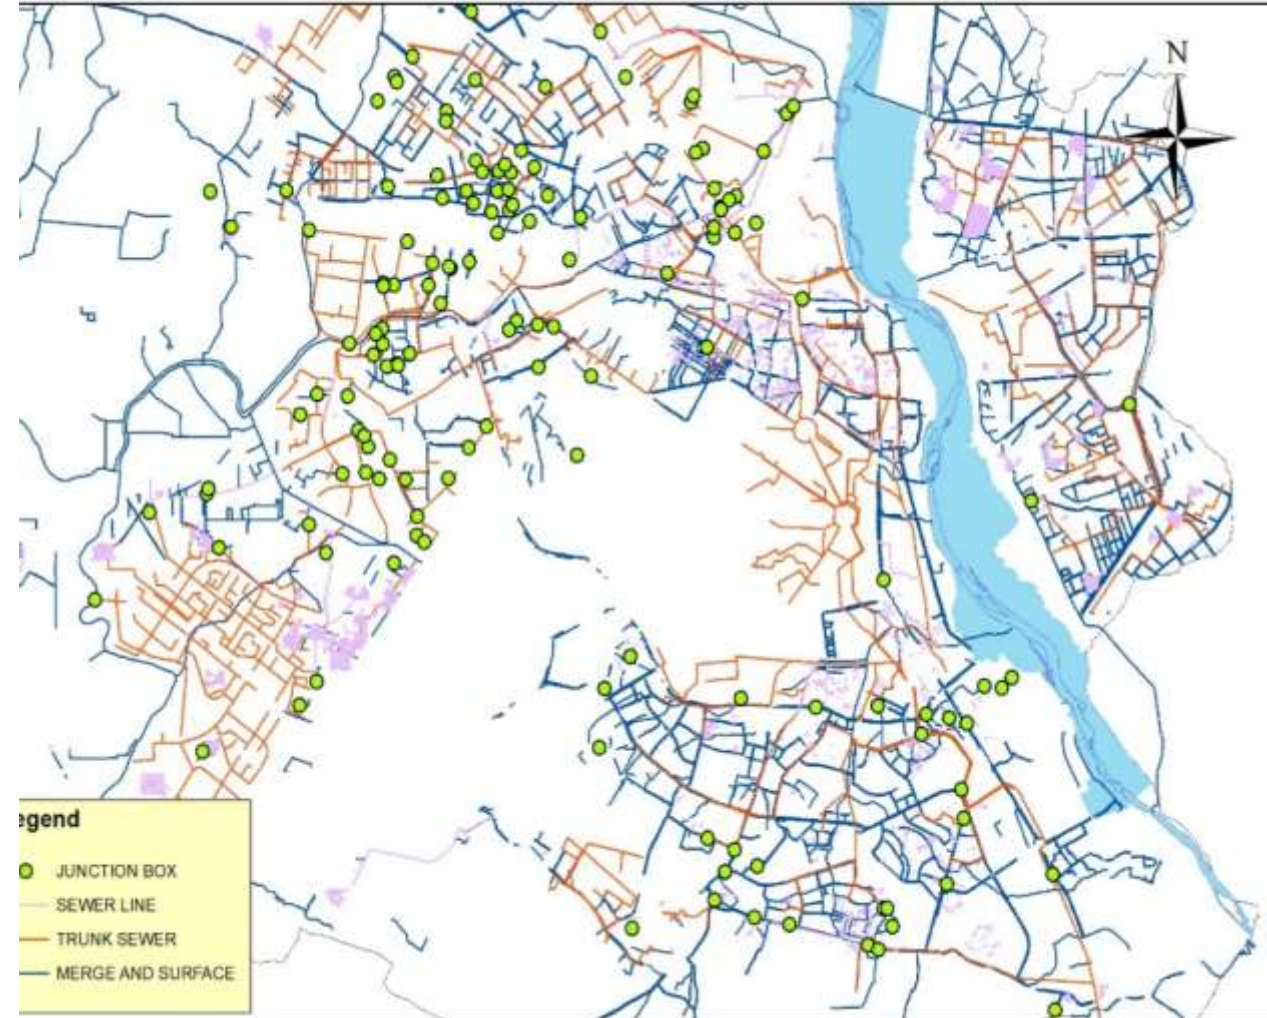 N
egend
JUNCTION BOX
SEWER LINE
TRUNK SEWER
MERGE AND SURFACE